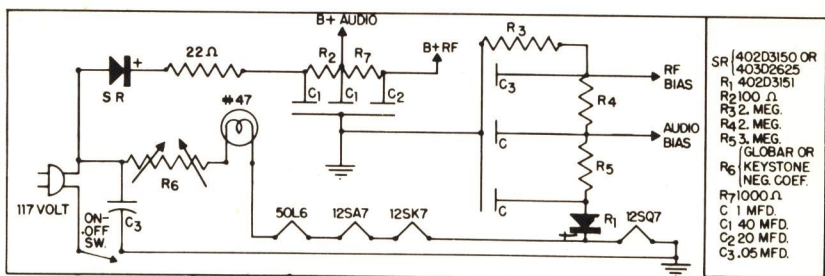 B+ AUDIO
22Ω
R2
R7
B+RF
R3
SR
+
#47
C1
C1
C2
C3
R4
RF
BIAS
R6
C
AUDIO
BIAS
R5
117 VOLT
C3
ON-
OFF
SW.
50L6
12SA7
12SK7
C
R1
+
12SQ7
SR {402D3150 OR
403D2625
R1 402D3151
R2 100 Ω
R3 2. MEG.
R4 2. MEG.
R5 3. MEG.
R6 {GLOBAR OR
KEYSTONE
NEG. COEF.
R7 1000 Ω
C 1 MFD.
C1 40 MFD.
C2 20 MFD.
C3 .05 MFD.